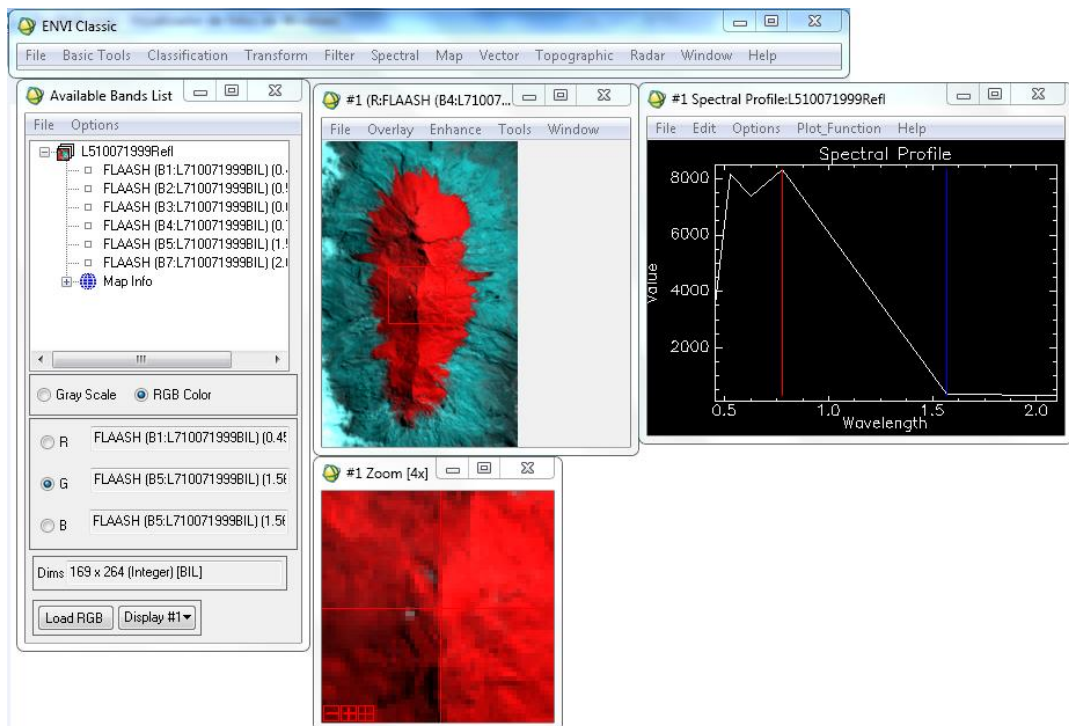 ENVI Classic
File Basic Tools Classification Transform Filter Spectral Map Vector Topographic Radar Window Help
Available Bands List
File Options
L510071999Refl
FLAASH (B1:L710071999BIL) (0.
FLAASH (B2:L710071999BIL) (0.
FLAASH (B3:L710071999BIL) (0.
FLAASH (B4:L710071999BIL) (0.
FLAASH (B5:L710071999BIL) (1.
FLAASH (B7:L710071999BIL) (2.
Map Info
Gray Scale RGB Color
R FLAASH (B1:L710071999BIL) (0.45
G FLAASH (B5:L710071999BIL) (1.56
B FLAASH (B5:L710071999BIL) (1.56
Dims 169 x 264 (Integer) [BIL]
Load RGB Display #1
#1 (R:FLAASH (B4:L71007...
File Overlay Enhance Tools Window
#1 Zoom [4x]
#1 Spectral Profile:L510071999Refl
File Edit Options Plot_Function Help
Spectral Profile
8000
6000
4000
2000
Value
0.5 1.0 1.5 2.0
Wavelength